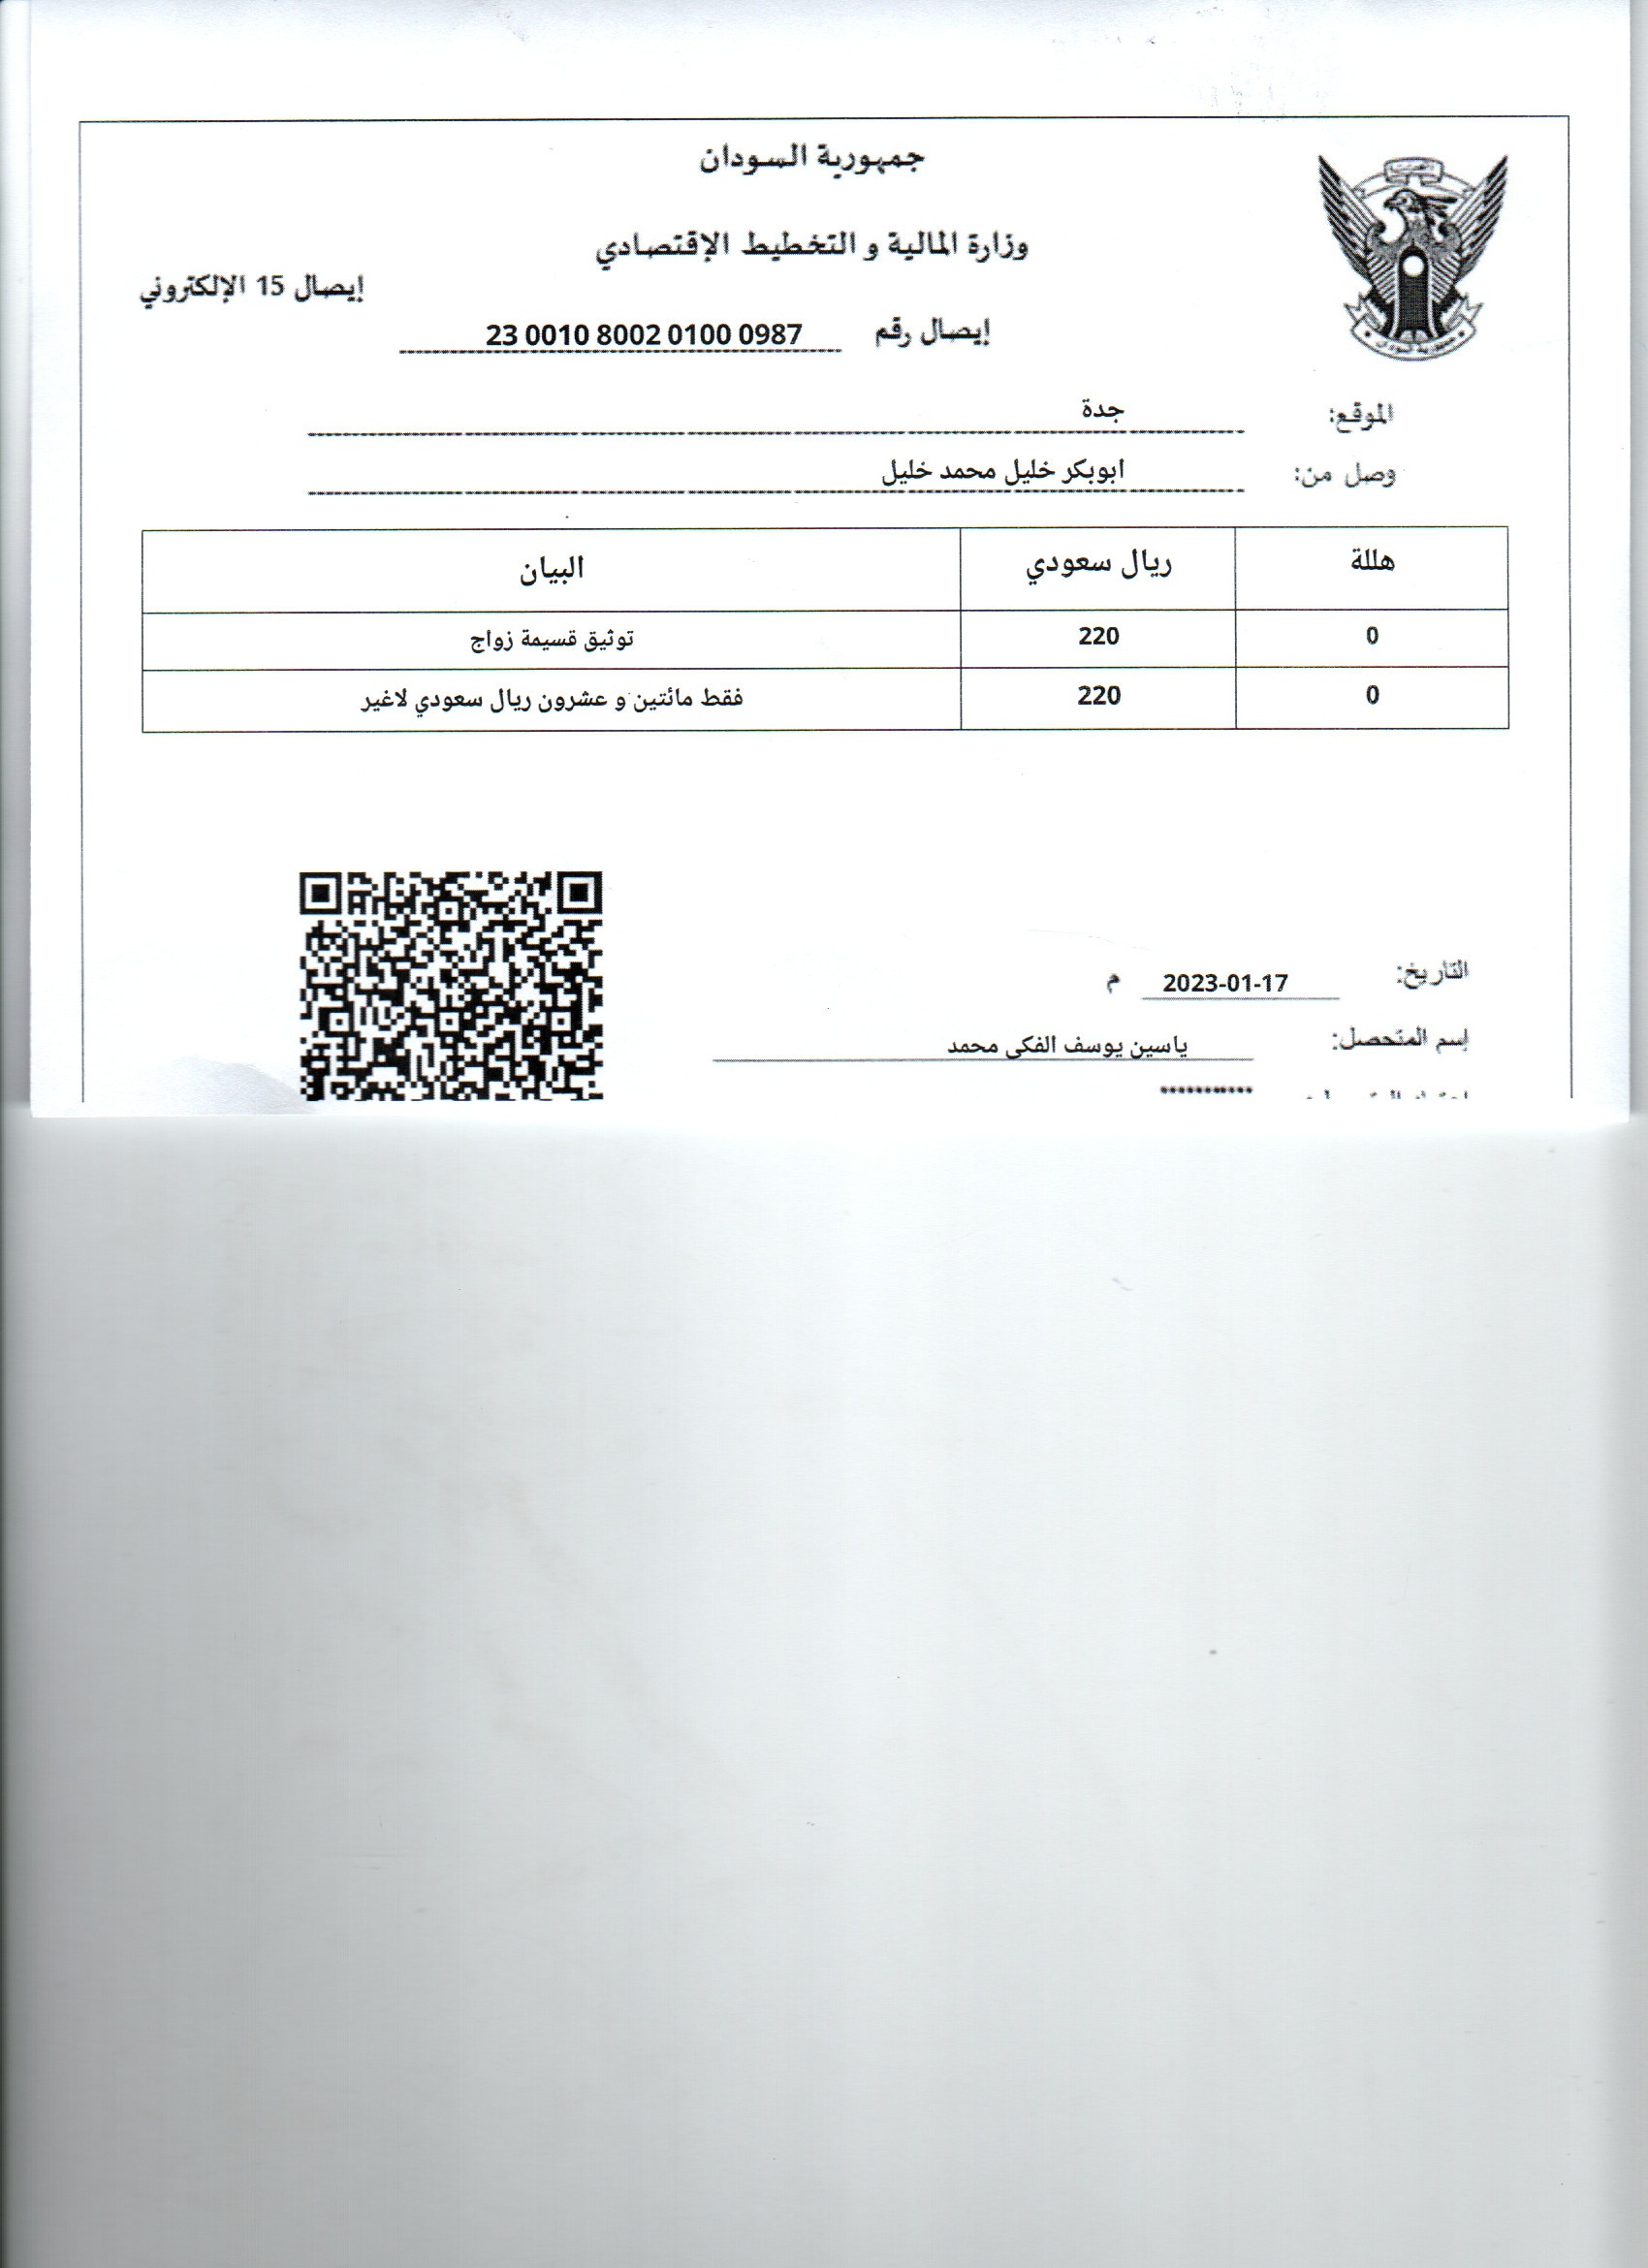 جمهورية السودان
وزارة المالية و التخطيط الإقتصادي
إيصال 15 الإلكتروني
إيصال رقم 23 0010 8002 0100 0987
الموقع: جدة
وصل من: ابوبكر خليل محمد خليل
هللة ريال سعودي البيان
0 220 توثيق قسيمة زواج
0 220 فقط مائتين و عشرون ريال سعودي لاغير
التاريخ: 2023-01-17 م
إسم المتحصل: ياسين يوسف الفكي محمد